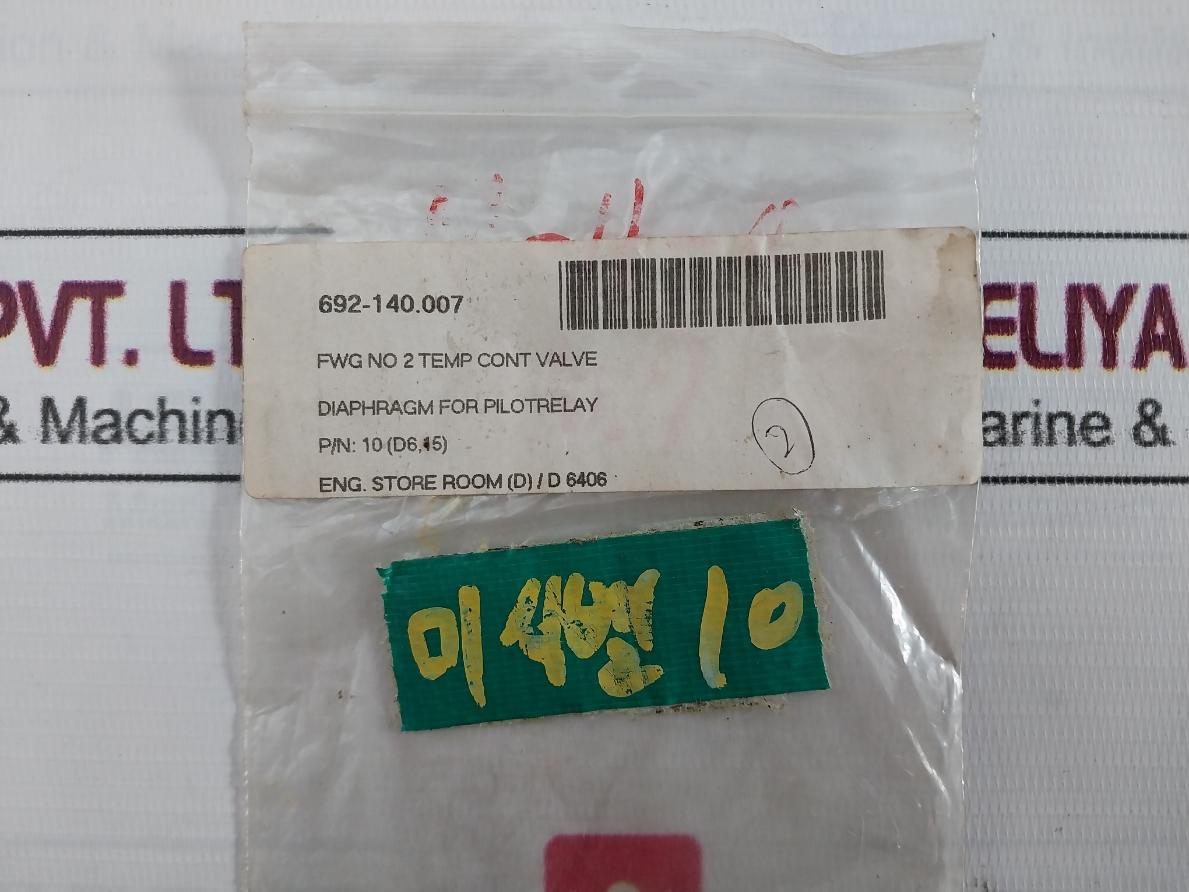 692-140.007
FWG NO 2 TEMP CONT VALVE
DIAPHRAGM FOR PILOTRELAY
P/N: 10 (D6,15)
ENG. STORE ROOM (D) / D 6406
2
PVT. LT
ELIYA
& Machin
arine &
미 10